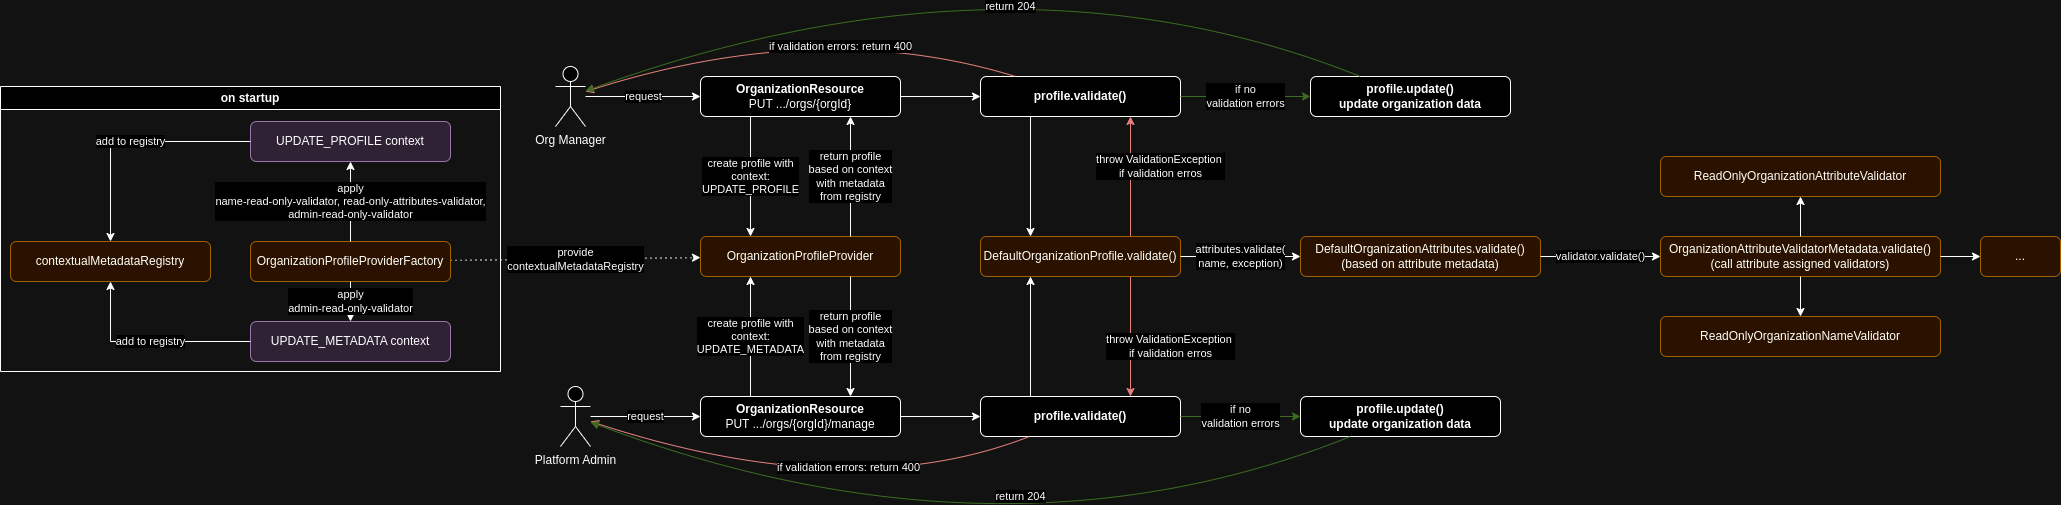 return 204
if validation errors: return 400
on startup
UPDATE_PROFILE context
add to registry
apply
name-read-only-validator, read-only-attributes-validator,
admin-read-only-validator
contextualMetadataRegistry
OrganizationProfileProviderFactory
apply
admin-read-only-validator
add to registry
UPDATE_METADATA context
provide
contextualMetadataRegistry
Org Manager
request
OrganizationResource
PUT .../orgs/{orgId}
profile.validate()
if no
validation errors
profile.update()
update organization data
create profile with
context:
UPDATE_PROFILE
return profile
based on context
with metadata
from registry
throw ValidationException
if validation erros
OrganizationProfileProvider
DefaultOrganizationProfile.validate()
attributes.validate(
name, exception)
DefaultOrganizationAttributes.validate()
(based on attribute metadata)
validator.validate()
ReadOnlyOrganizationAttributeValidator
OrganizationAttributeValidatorMetadata.validate()
(call attribute assigned validators)
...
ReadOnlyOrganizationNameValidator
create profile with
context:
UPDATE_METADATA
return profile
based on context
with metadata
from registry
throw ValidationException
if validation erros
Platform Admin
request
OrganizationResource
PUT .../orgs/{orgId}/manage
profile.validate()
if no
validation errors
profile.update()
update organization data
if validation errors: return 400
return 204